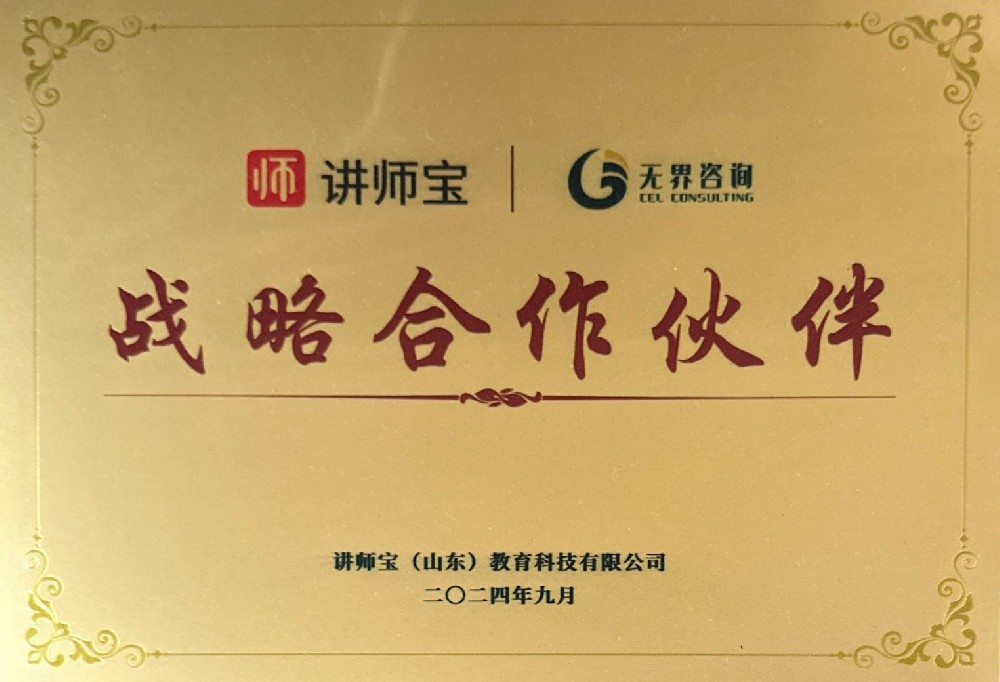 师 讲师宝 无界咨询
CEL CONSULTING
战略合作伙伴
讲师宝（山东）教育科技有限公司
二〇二四年九月